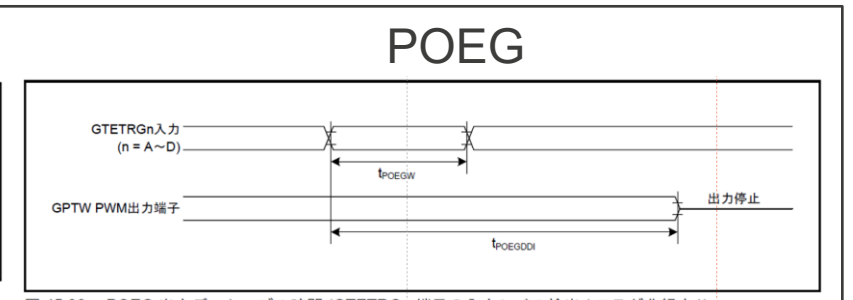 POEG
GTETRGn入力
(n = A～D)
tPOEGW
GPTW PWM出力端子
出力停止
tPOEGDDI